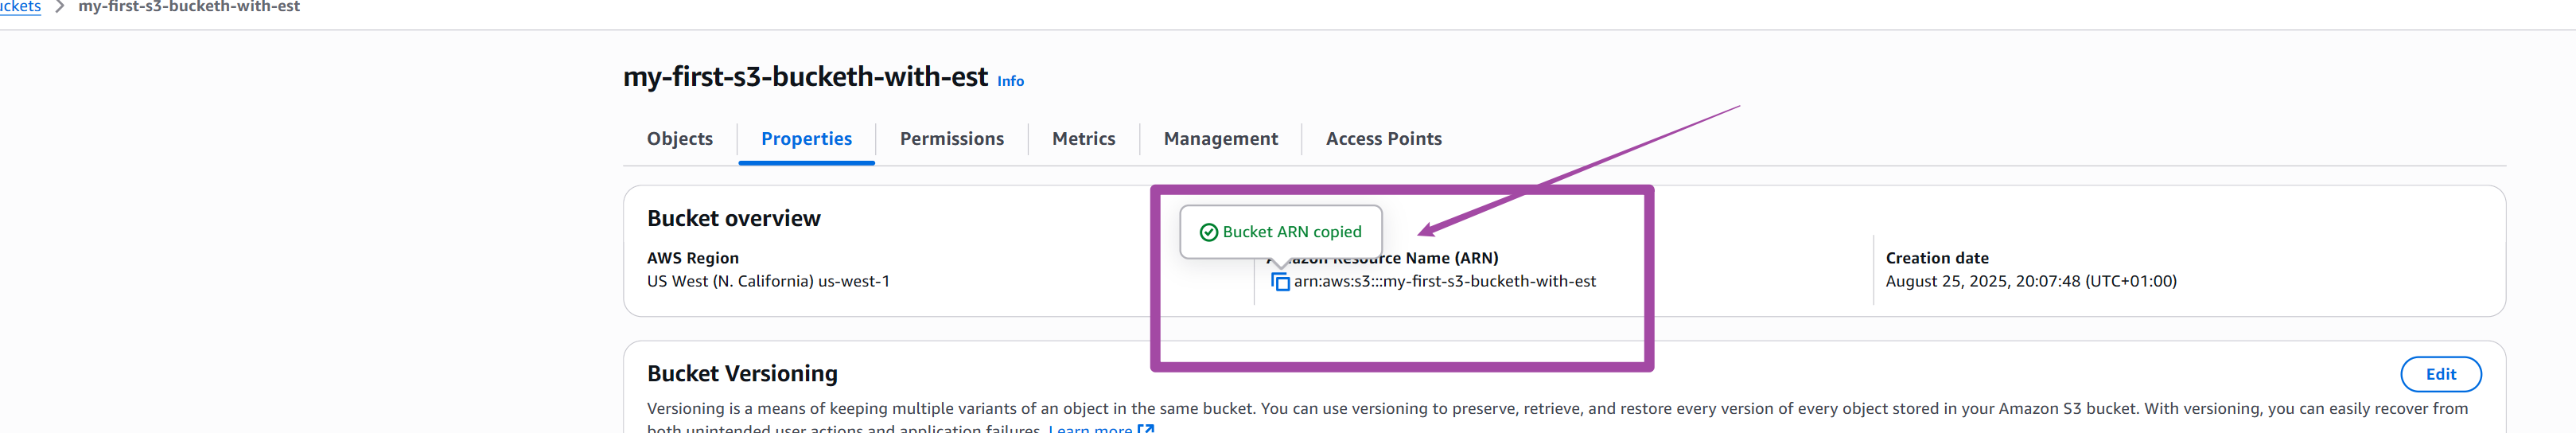 my-first-s3-bucketh-with-est
my-first-s3-bucketh-with-est Info
Objects Properties Permissions Metrics Management Access Points
Bucket overview
Bucket ARN copied
AWS Region
US West (N. California) us-west-1
Resource Name (ARN)
arn:aws:s3:::my-first-s3-bucketh-with-est
Creation date
August 25, 2025, 20:07:48 (UTC+01:00)
Bucket Versioning
Edit
Versioning is a means of keeping multiple variants of an object in the same bucket. You can use versioning to preserve, retrieve, and restore every version of every object stored in your Amazon S3 bucket. With versioning, you can easily recover from
both unintended user actions and application failures. Learn more